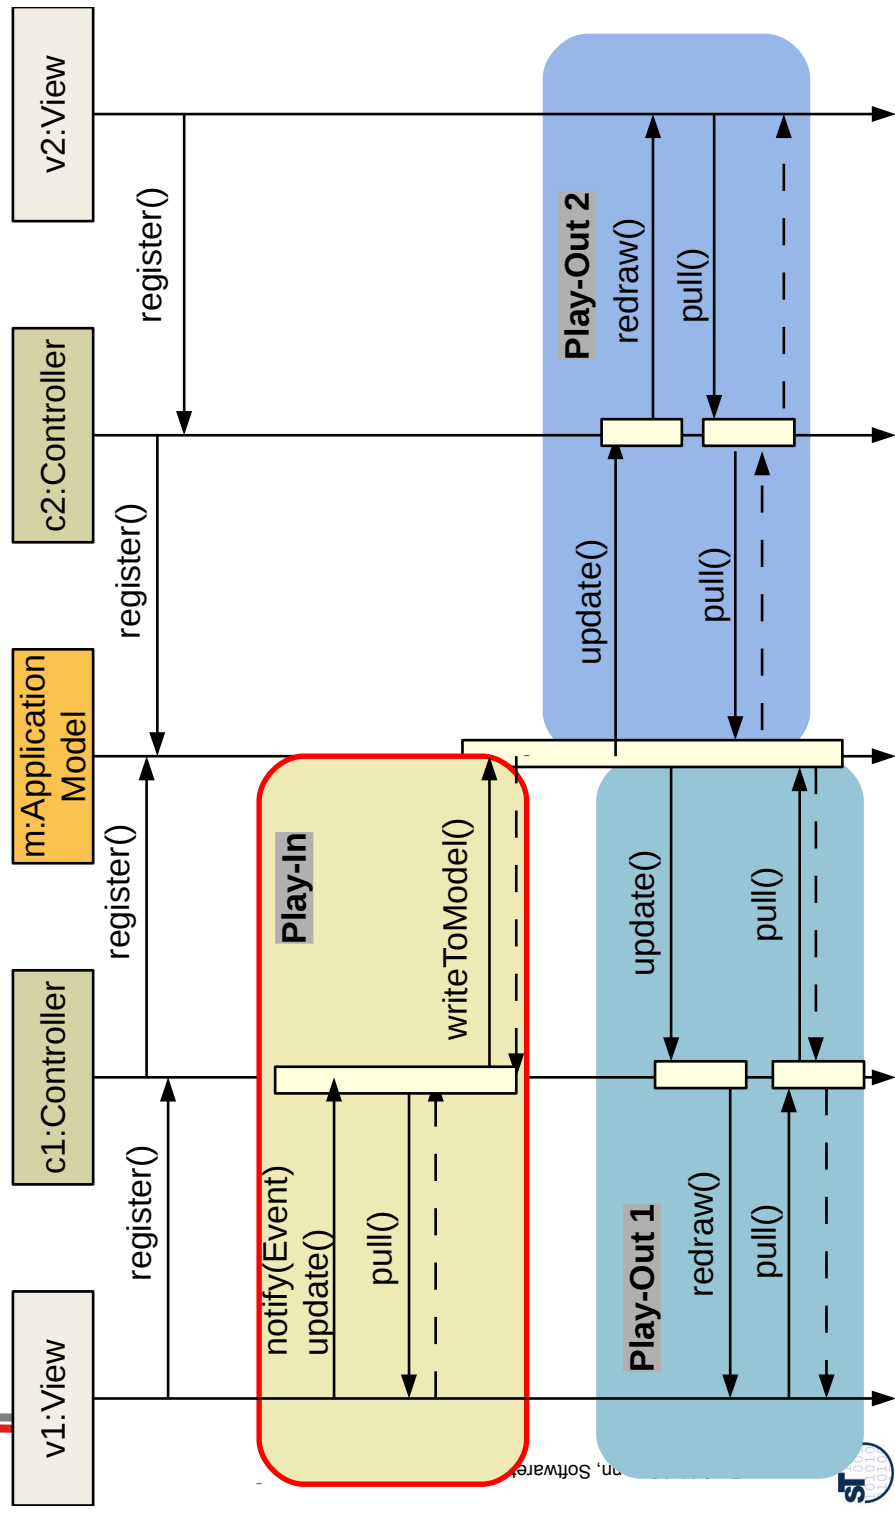 v1:View
c1:Controller
m:Application
Model
c2:Controller
v2:View
register()
register()
register()
register()
Play-In
notify(Event)
update()
pull()
writeToModel()
Play-Out 2
update()
redraw()
pull()
pull()
Play-Out 1
update()
redraw()
pull()
pull()
ST